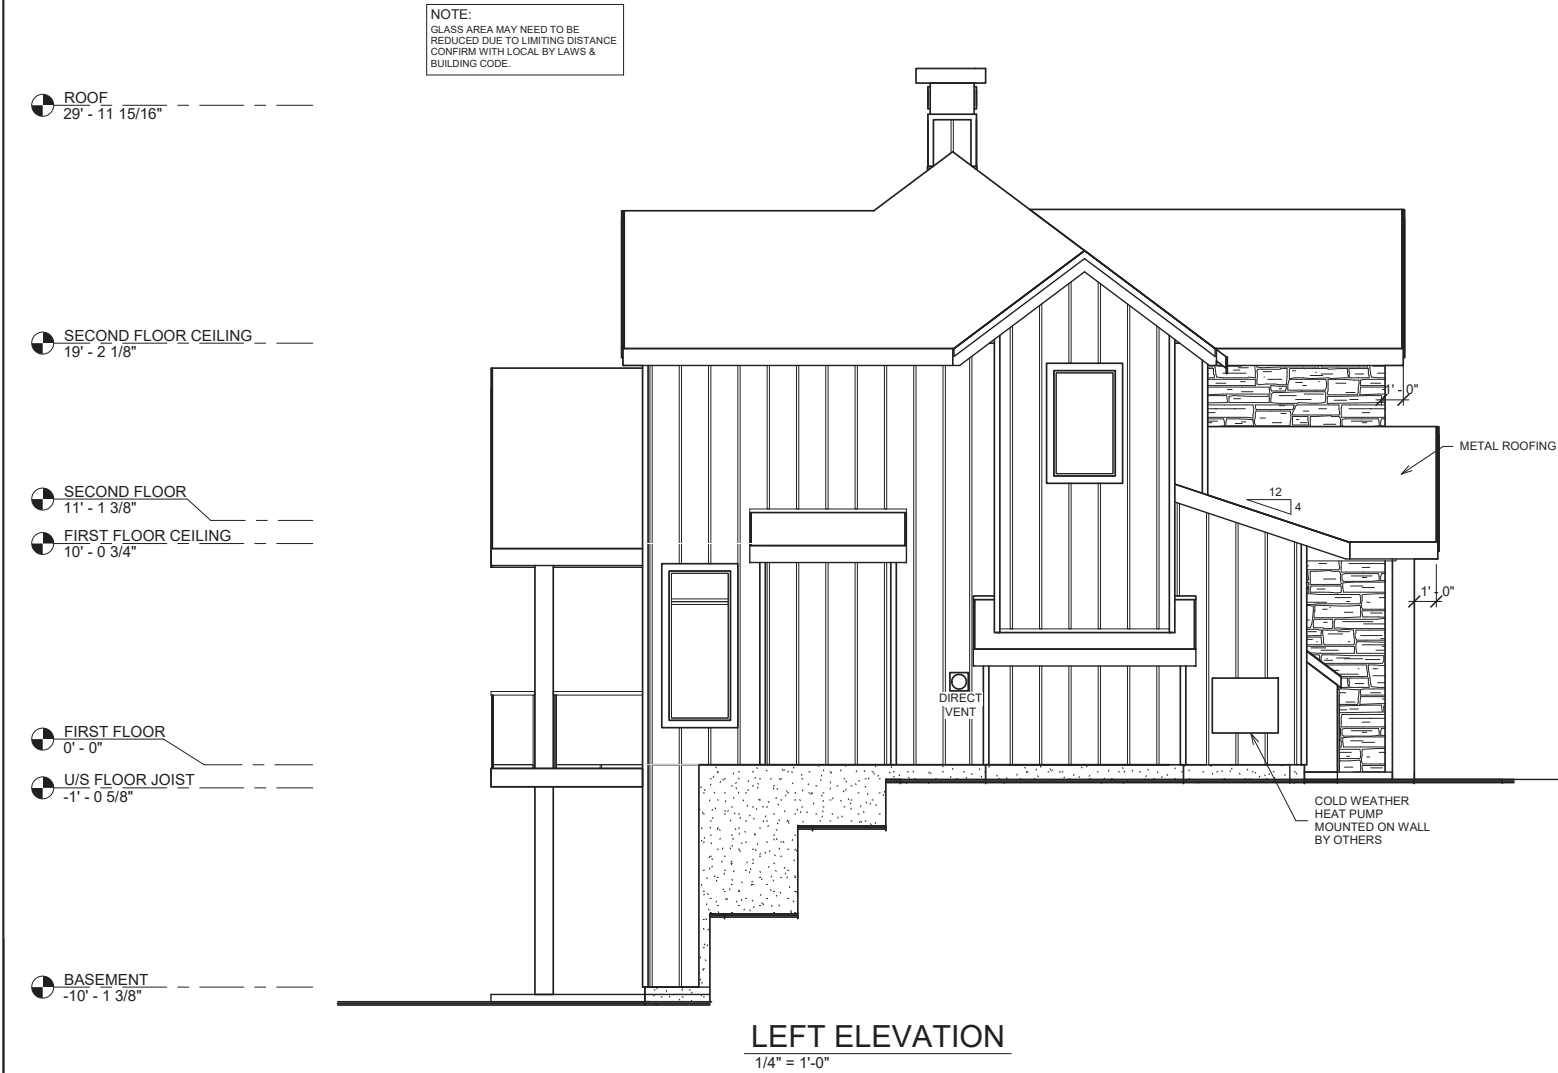 NOTE:
GLASS AREA MAY NEED TO BE
REDUCED DUE TO LIMITING DISTANCE
CONFIRM WITH LOCAL BY LAWS &
BUILDING CODE.
ROOF
29' - 11 15/16"
SECOND FLOOR CEILING
19' - 2 1/8"
1' - 0"
METAL ROOFING
SECOND FLOOR
11' - 1 3/8"
12
4
FIRST FLOOR CEILING
10' - 0 3/4"
1' - 0"
DIRECT
VENT
FIRST FLOOR
0' - 0"
U/S FLOOR JOIST
-1' - 0 5/8"
COLD WEATHER
HEAT PUMP
MOUNTED ON WALL
BY OTHERS
BASEMENT
-10' - 1 3/8"
LEFT ELEVATION
1/4" = 1'-0"